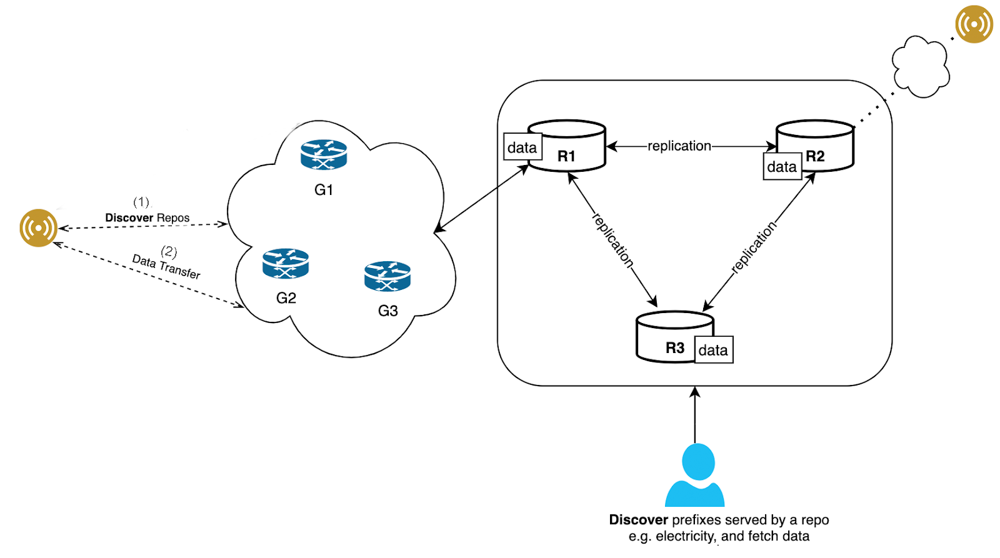 data
R1
replication
R2
data
G1
(1)
Discover Repos
(2)
Data Transfer
replication
replication
G2
G3
R3
data
Discover prefixes served by a repo
e.g. electricity, and fetch data